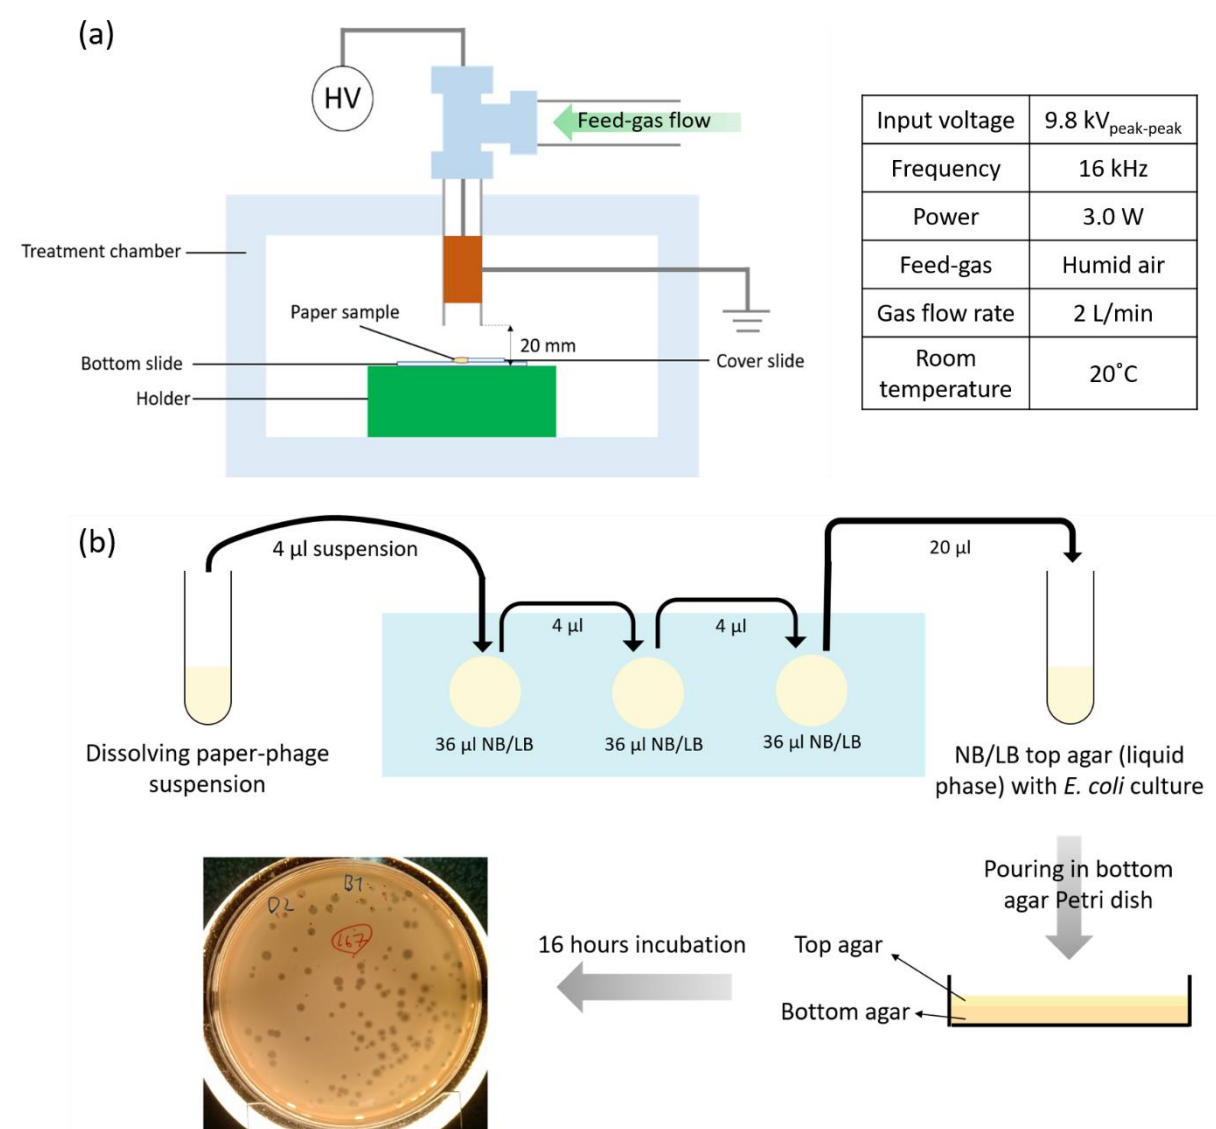 (a)
HV
Feed-gas flow
Treatment chamber
Paper sample
20 mm
Bottom slide
Cover slide
Holder
Input voltage 9.8 kVpeak-peak
Frequency 16 kHz
Power 3.0 W
Feed-gas Humid air
Gas flow rate 2 L/min
Room
temperature 20˚C
(b)
4 µl suspension
4 µl
4 µl
20 µl
36 µl NB/LB
36 µl NB/LB
36 µl NB/LB
Dissolving paper-phage
suspension
NB/LB top agar (liquid
phase) with E. coli culture
Pouring in bottom
agar Petri dish
Top agar
Bottom agar
16 hours incubation
B1
D2
167